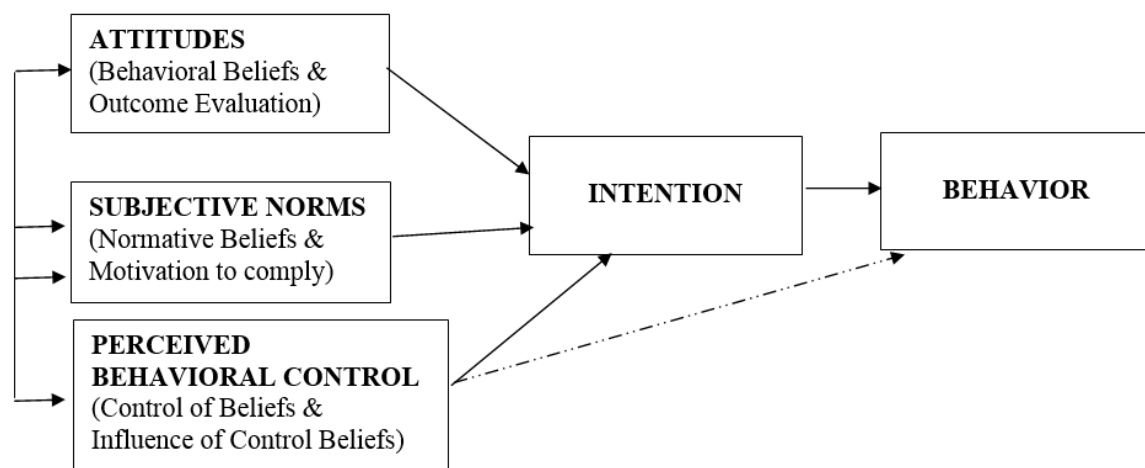 ATTITUDES
(Behavioral Beliefs &
Outcome Evaluation)
SUBJECTIVE NORMS
(Normative Beliefs &
Motivation to comply)
PERCEIVED
BEHAVIORAL CONTROL
(Control of Beliefs &
Influence of Control Beliefs)
INTENTION
BEHAVIOR